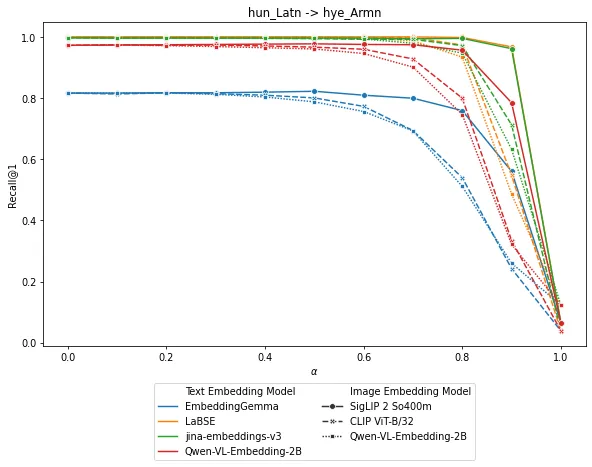 hun_Latn -> hye_Armn
Recall@1
1.0
0.8
0.6
0.4
0.2
0.0
0.0 0.2 0.4 0.6 0.8 1.0
α
Text Embedding Model
EmbeddingGemma
LaBSE
jina-embeddings-v3
Qwen-VL-Embedding-2B
Image Embedding Model
SigLIP 2 So400m
CLIP ViT-B/32
Qwen-VL-Embedding-2B